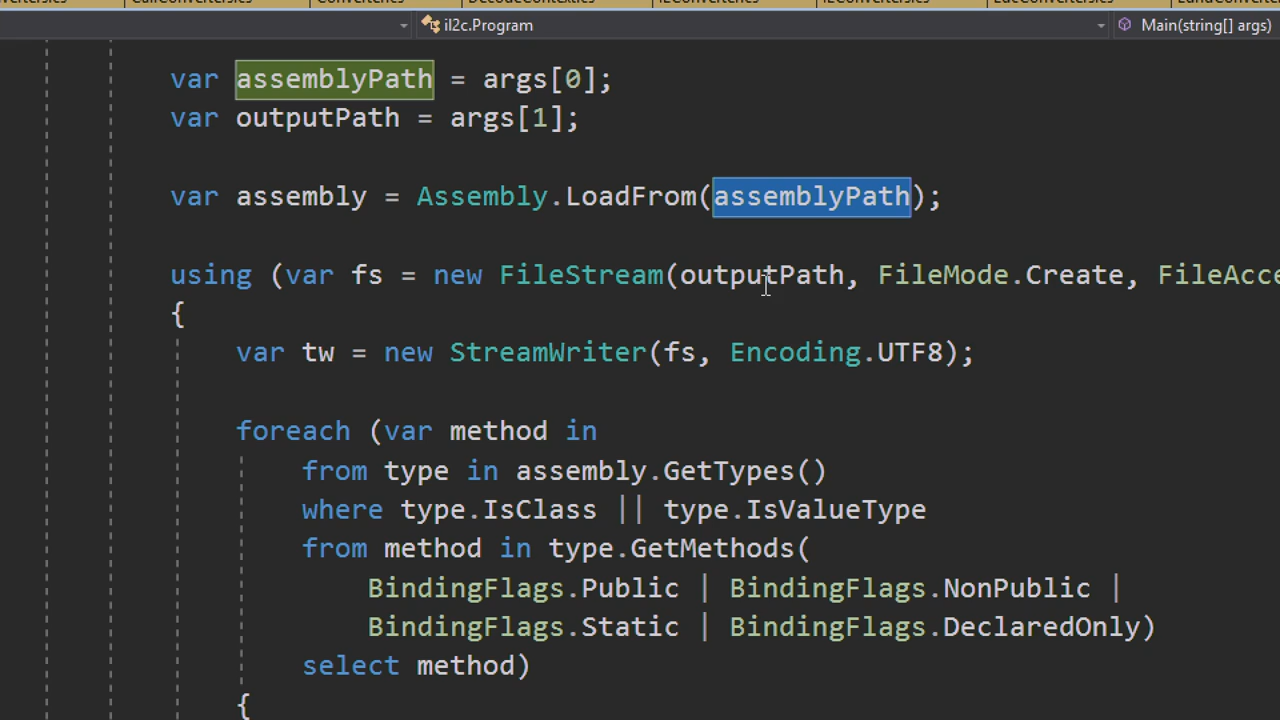 il2c.Program
Main(string[] args)
var assemblyPath = args[0];
var outputPath = args[1];
var assembly = Assembly.LoadFrom(assemblyPath);
using (var fs = new FileStream(outputPath, FileMode.Create, FileAcce
{
var tw = new StreamWriter(fs, Encoding.UTF8);
foreach (var method in
from type in assembly.GetTypes()
where type.IsClass || type.IsValueType
from method in type.GetMethods(
BindingFlags.Public | BindingFlags.NonPublic |
BindingFlags.Static | BindingFlags.DeclaredOnly)
select method)
{